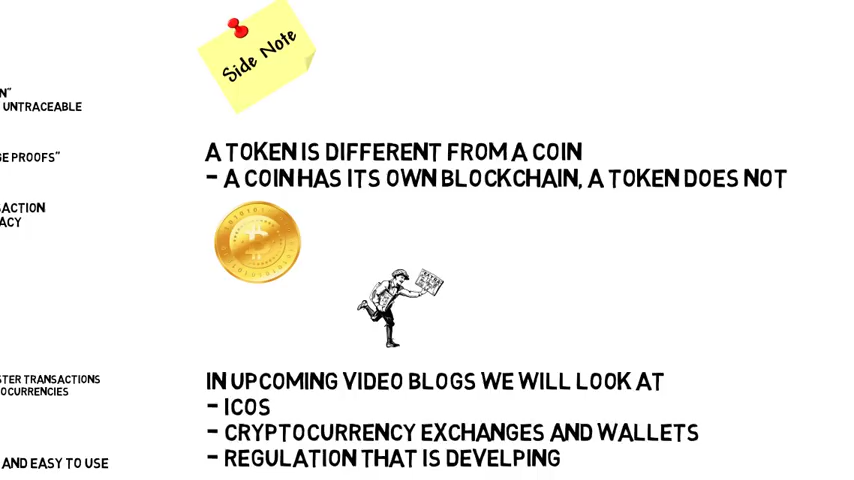 Side Note
N"
UNTRACEABLE
GE PROOFS"
SACTION
ACY
STER TRANSACTIONS
OCURRENCIES
AND EASY TO USE
A TOKEN IS DIFFERENT FROM A COIN
- A COIN HAS ITS OWN BLOCKCHAIN, A TOKEN DOES NOT
IN UPCOMING VIDEO BLOGS WE WILL LOOK AT
- ICOS
- CRYPTOCURRENCY EXCHANGES AND WALLETS
- REGULATION THAT IS DEVELPING